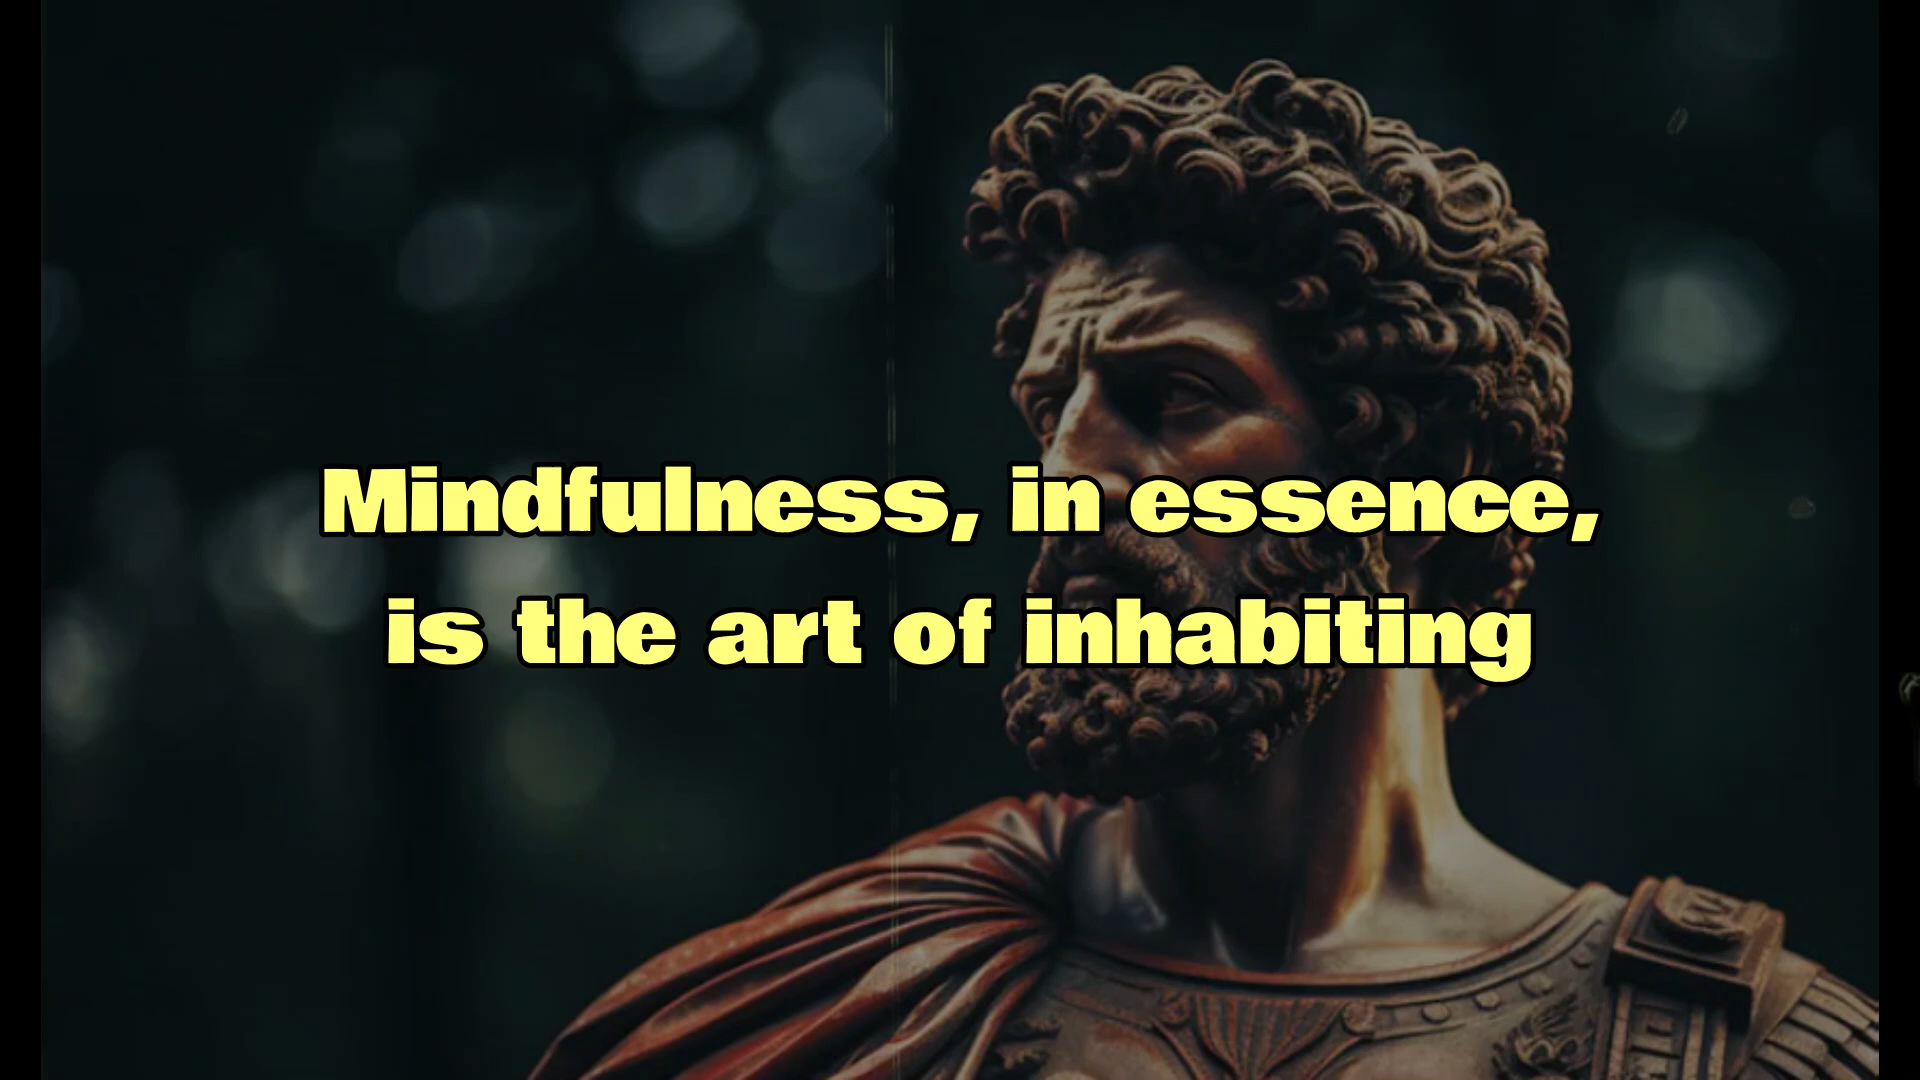 Mindfulness, in essence,
is the art of inhabiting